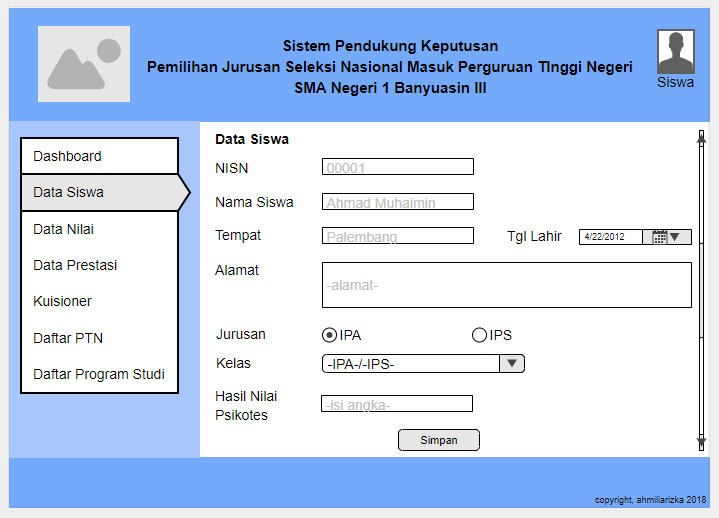 Sistem Pendukung Keputusan
Pemilihan Jurusan Seleksi Nasional Masuk Perguruan TInggi Negeri
SMA Negeri 1 Banyuasin III
Siswa
Dashboard
Data Siswa
Data Nilai
Data Prestasi
Kuisioner
Daftar PTN
Daftar Program Studi
Data Siswa
NISN 00001
Nama Siswa Ahmad Muhaimin
Tempat Palembang Tgl Lahir 4/22/2012
Alamat -alamat-
Jurusan IPA IPS
Kelas -IPA-/-IPS-
Hasil Nilai
Psikotes -isi angka-
Simpan
copyright, ahmiliarizka 2018